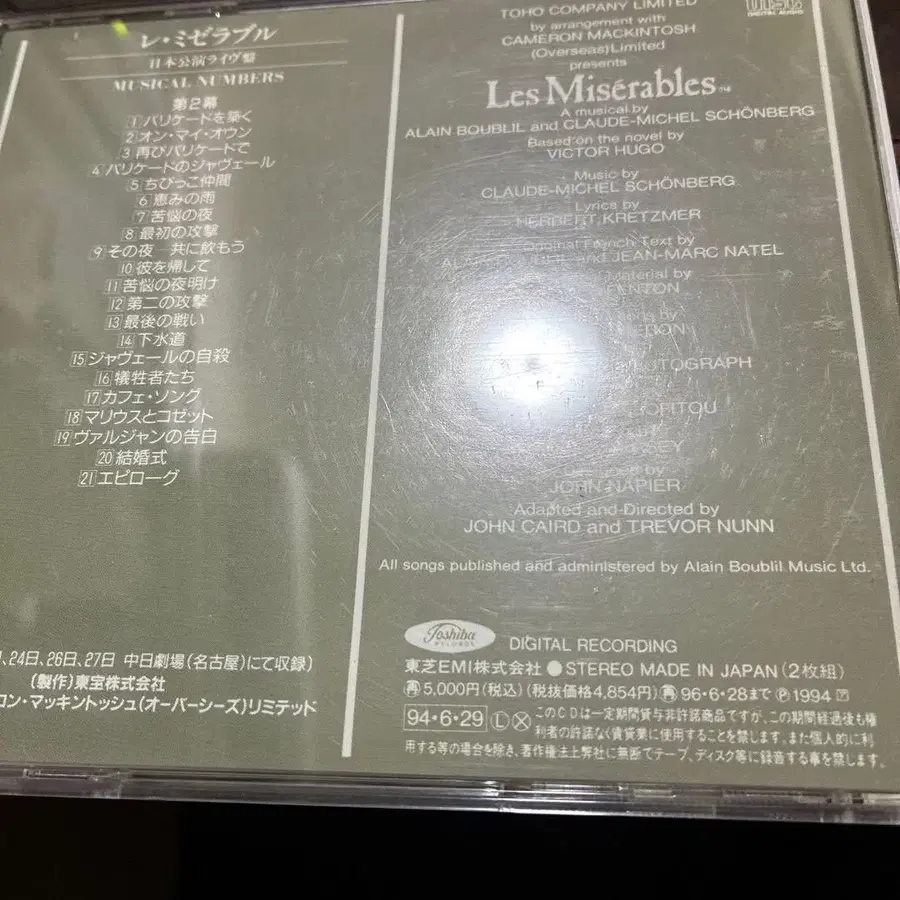 レ・ミゼラブル
日本公演ライヴ盤
MUSICAL NUMBERS
第2幕
1 バリケードを築く
2 オン・マイ・オウン
3 再びバリケードで
4 バリケードのジャヴェール
5 ちびっこ仲間
6 恵みの雨
7 苦悩の夜
8 最初の攻撃
9 その夜―共に飲もう
10 彼を帰して
11 苦悩の夜明け
12 第二の攻撃
13 最後の戦い
14 下水道
15 ジャヴェールの自殺
16 犠牲者たち
17 カフェ・ソング
18 マリウスとコゼット
19 ヴァルジャンの告白
20 結婚式
21 エピローグ
、24日、26日、27日 中日劇場(名古屋)にて収録)
(製作)東宝株式会社
ロン・マッキントッシュ(オーバーシーズ)リミテッド
DIGITAL AUDIO
TOHO COMPANY LIMITED
by arrangement with
CAMERON MACKINTOSH
(Overseas)Limited
presents
Les Misérables
A musical by
ALAIN BOUBLIL and CLAUDE-MICHEL SCHÖNBERG
Based on the novel by
VICTOR HUGO
Music by
CLAUDE-MICHEL SCHÖNBERG
Lyrics by
HERBERT KRETZMER
Original French Text by
and JEAN-MARC NATEL
Material by
by
by
JOHN NAPIER
Adapted and Directed by
JOHN CAIRD and TREVOR NUNN
All songs published and administered by Alain Boublil Music Ltd.
Toshiba RECORDS DIGITAL RECORDING
東芝EMI株式会社 ● STEREO MADE IN JAPAN (2枚組)
再 5,000円(税込)(税抜価格4,854円) 再 96・6・28まで Ⓟ 1994
94・6・29 Ⓛ Ⓧ このCDは一定期間貸与非許諾商品ですが、この期間経過後も権
利者の許諾なく賃貸業に使用することを禁じます。また個人的に利
用する等の場合を除き、著作権法上弊社に無断でテープ、ディスク等に録音する事を禁じます。